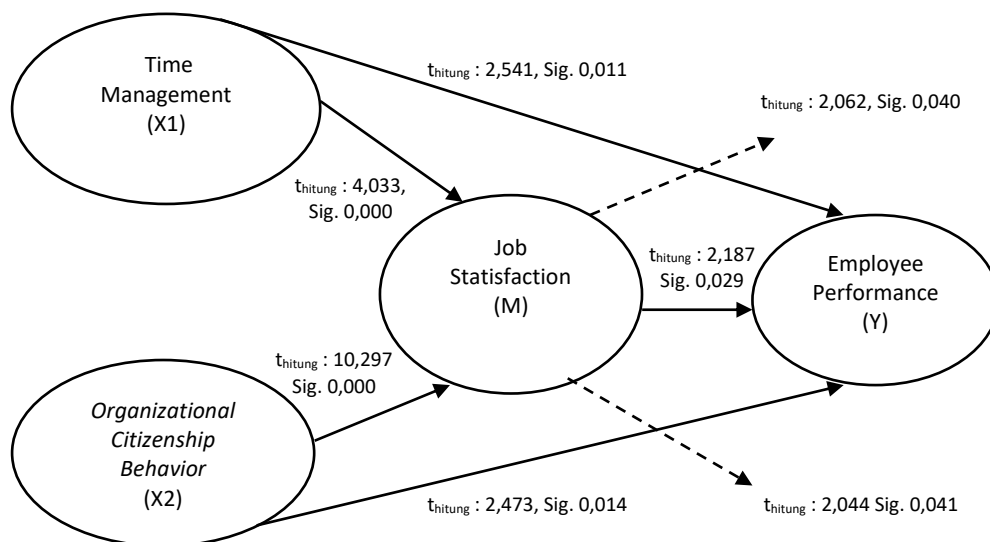 Time
Management
(X1)
thitung : 2,541, Sig. 0,011
thitung : 2,062, Sig. 0,040
thitung : 4,033,
Sig. 0,000
Job
Statisfaction
(M)
thitung : 2,187
Sig. 0,029
Employee
Performance
(Y)
thitung : 10,297
Sig. 0,000
Organizational
Citizenship
Behavior
(X2)
thitung : 2,473, Sig. 0,014
thitung : 2,044 Sig. 0,041